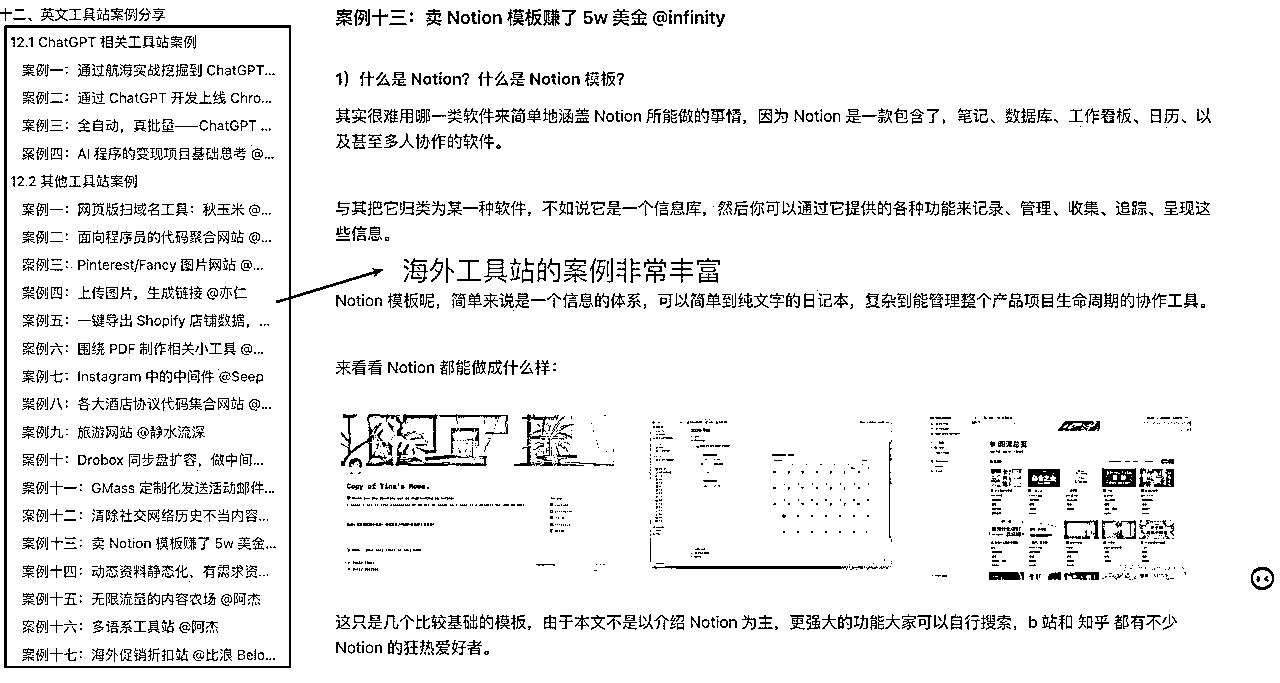 十二、英文工具站案例分享
12.1 ChatGPT 相关工具站案例
案例一：通过航海实战挖掘到 ChatGPT...
案例二：通过 ChatGPT 开发上线 Chro...
案例三：全自动，真批量——ChatGPT ...
案例四：AI 程序的变现项目基础思考 @...
12.2 其他工具站案例
案例一：网页版扫域名工具：秋玉米 @...
案例二：面向程序员的代码聚合网站 @...
案例三：Pinterest/Fancy 图片网站 @...
案例四：上传图片，生成链接 @亦仁
案例五：一键导出 Shopify 店铺数据，...
案例六：围绕 PDF 制作相关小工具 @...
案例七：Instagram 中的中间件 @Seep
案例八：各大酒店协议代码集合网站 @...
案例九：旅游网站 @静水流深
案例十：Drobox 同步盘扩容，做中间...
案例十一：GMass 定制化发送活动邮件...
案例十二：清除社交网络历史不当内容...
案例十三：卖 Notion 模板赚了 5w 美金...
案例十四：动态资料静态化、有需求资...
案例十五：无限流量的内容农场 @阿杰
案例十六：多语系工具站 @阿杰
案例十七：海外促销折扣站 @比浪 Belo...
案例十三：卖 Notion 模板赚了 5w 美金 @infinity
1）什么是 Notion？什么是 Notion 模板？
其实很难用哪一类软件来简单地涵盖 Notion 所能做的事情，因为 Notion 是一款包含了，笔记、数据库、工作看板、日历、以
及甚至多人协作的软件。
与其把它归类为某一种软件，不如说它是一个信息库，然后你可以通过它提供的各种功能来记录、管理、收集、追踪、呈现这
些信息。
海外工具站的案例非常丰富
Notion 模板呢，简单来说是一个信息的体系，可以简单到纯文字的日记本，复杂到能管理整个产品项目生命周期的协作工具。
来看看 Notion 都能做成什么样：
Copy of Tina's Home.
这只是几个比较基础的模板，由于本文不是以介绍 Notion 为主，更强大的功能大家可以自行搜索，b 站和 知乎 都有不少
Notion 的狂热爱好者。